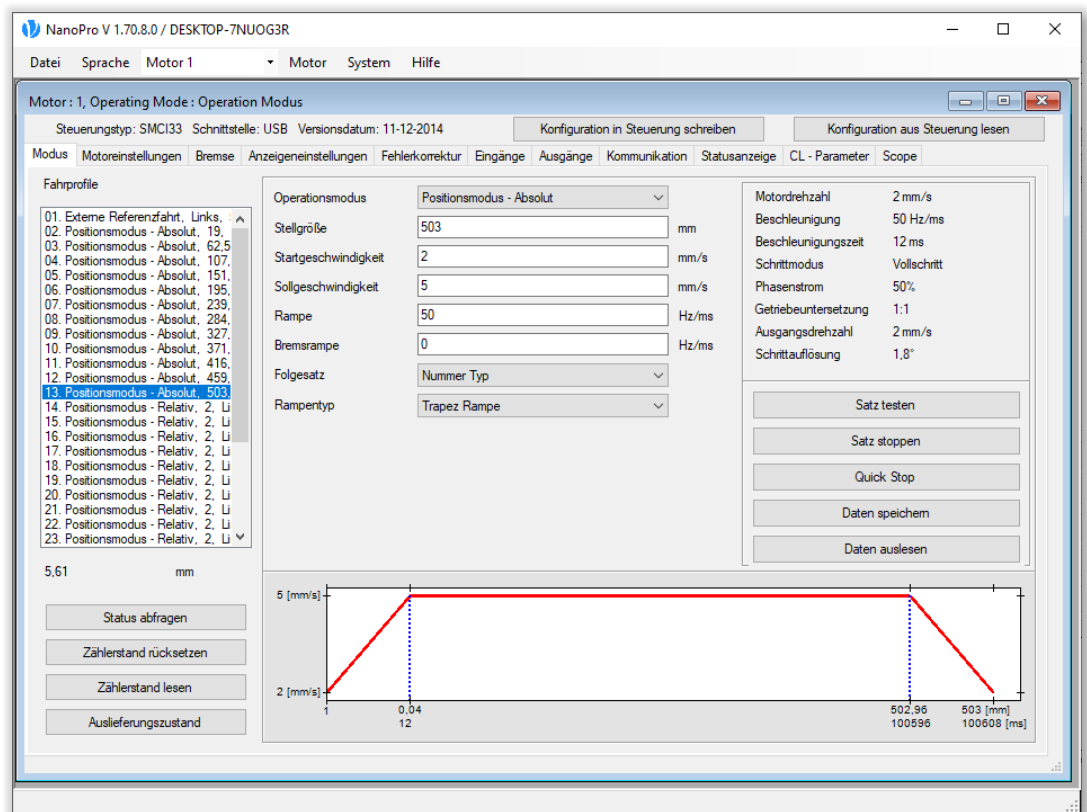 NanoPro V 1.70.8.0 / DESKTOP-7NUOG3R
Datei Sprache Motor 1 Motor System Hilfe
Motor : 1, Operating Mode : Operation Modus
Steuerungstyp: SMCI33 Schnittstelle: USB Versionsdatum: 11-12-2014 Konfiguration in Steuerung schreiben Konfiguration aus Steuerung lesen
Modus Motoreinstellungen Bremse Anzeigeneinstellungen Fehlerkorrektur Eingänge Ausgänge Kommunikation Statusanzeige CL - Parameter Scope
Fahrprofile
01. Externe Referenzfahrt, Links,
02. Positionsmodus - Absolut, 19,
03. Positionsmodus - Absolut, 62,5
04. Positionsmodus - Absolut, 107,
05. Positionsmodus - Absolut, 151,
06. Positionsmodus - Absolut, 195,
07. Positionsmodus - Absolut, 239,
08. Positionsmodus - Absolut, 284,
09. Positionsmodus - Absolut, 327,
10. Positionsmodus - Absolut, 371,
11. Positionsmodus - Absolut, 416,
12. Positionsmodus - Absolut, 459,
13. Positionsmodus - Absolut, 503,
14. Positionsmodus - Relativ, 2, Li
15. Positionsmodus - Relativ, 2, Li
16. Positionsmodus - Relativ, 2, Li
17. Positionsmodus - Relativ, 2, Li
18. Positionsmodus - Relativ, 2, Li
19. Positionsmodus - Relativ, 2, Li
20. Positionsmodus - Relativ, 2, Li
21. Positionsmodus - Relativ, 2, Li
22. Positionsmodus - Relativ, 2, Li
23. Positionsmodus - Relativ, 2, Li
5,61 mm
Status abfragen
Zählerstand rücksetzen
Zählerstand lesen
Auslieferungszustand
Operationsmodus Positionsmodus - Absolut
Stellgröße 503 mm
Startgeschwindigkeit 2 mm/s
Sollgeschwindigkeit 5 mm/s
Rampe 50 Hz/ms
Bremsrampe 0 Hz/ms
Folgesatz Nummer Typ
Rampentyp Trapez Rampe
Motordrehzahl 2 mm/s
Beschleunigung 50 Hz/ms
Beschleunigungszeit 12 ms
Schrittmodus Vollschritt
Phasenstrom 50%
Getriebeuntersetzung 1:1
Ausgangsdrehzahl 2 mm/s
Schrittauflösung 1,8°
Satz testen
Satz stoppen
Quick Stop
Daten speichern
Daten auslesen
5 [mm/s]
2 [mm/s]
1 0,04 502,96 503 [mm]
12 100596 100608 [ms]